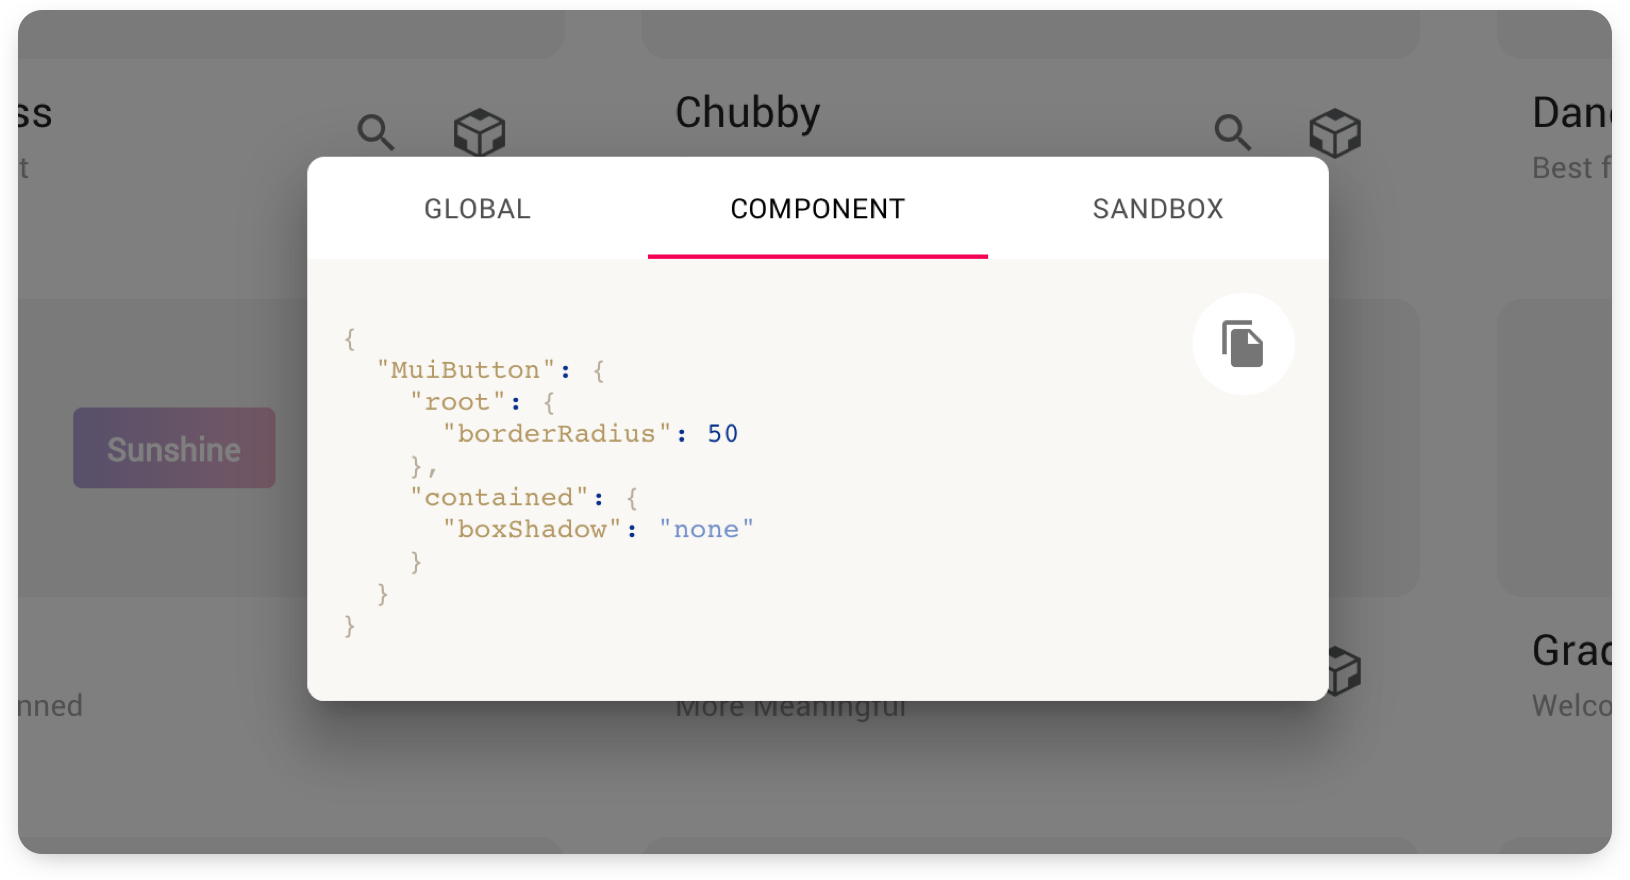 ss
t
Chubby
Dan
Best f
GLOBAL
COMPONENT
SANDBOX
{
"MuiButton": {
"root": {
"borderRadius": 50
},
"contained": {
"boxShadow": "none"
}
}
}
Sunshine
nned
More Meaningful
Grac
Welco